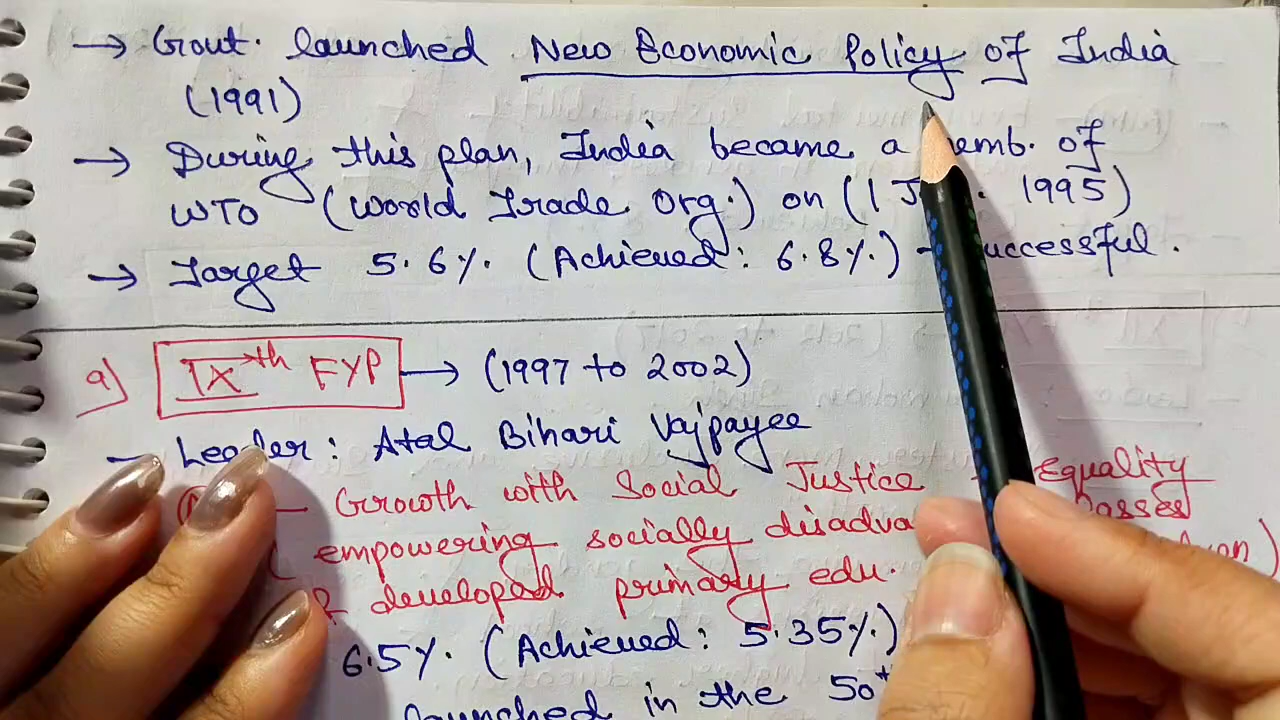 → Govt. launched New Economic Policy of India
(1991)
→ During this plan, India became a memb. of
WTO (World Trade Org.) on (1 J 1995)
→ Target 5.6%. (Achieved: 6.8%.) - successful.
9) IXth FYP → (1997 to 2002)
- Leader: Atal Bihari Vajpayee
- Growth with Social Justice - Equality
empowering socially disadva classes
& developed primary edu.
6.5%. (Achieved: 5.35%.)
launched in the 50t